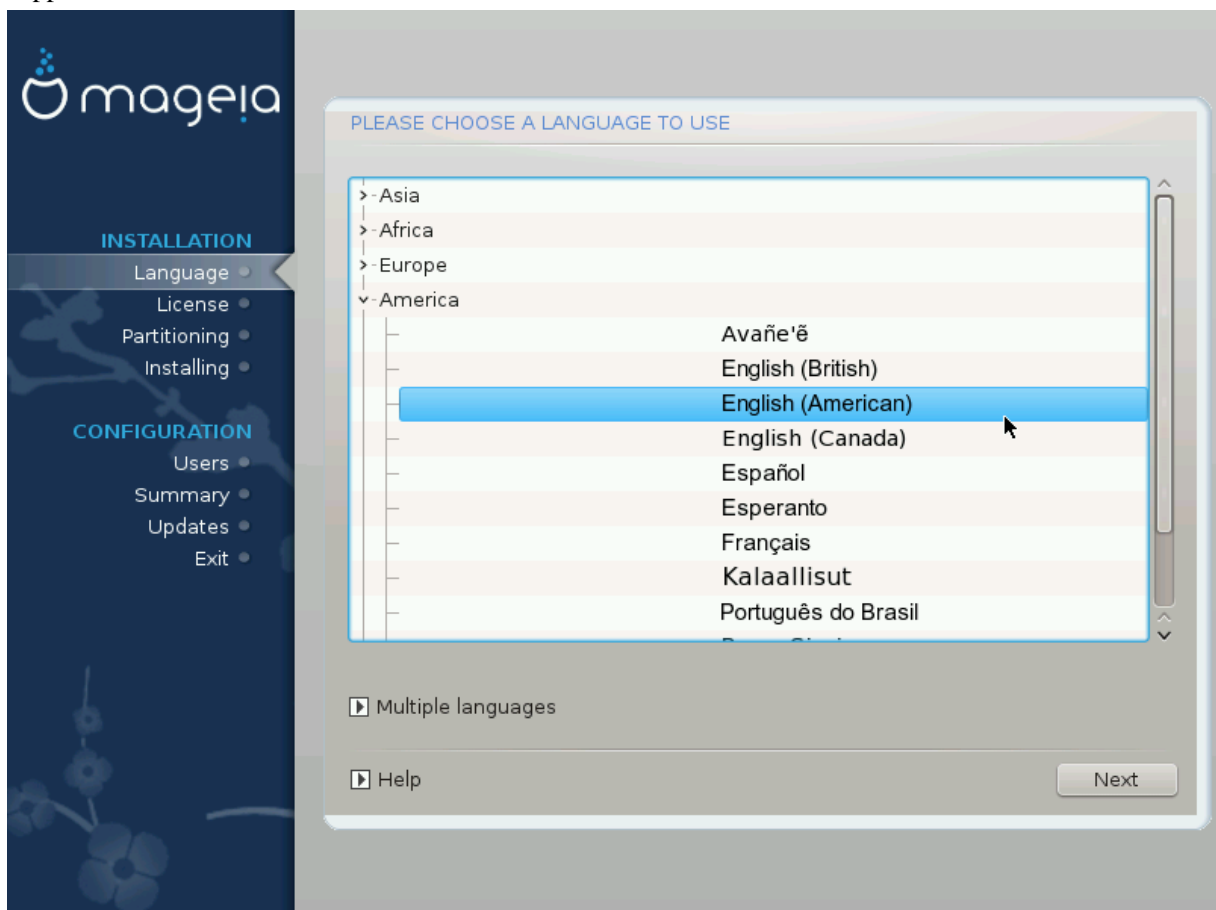 mageia
INSTALLATION
Language
License
Partitioning
Installing
CONFIGURATION
Users
Summary
Updates
Exit
PLEASE CHOOSE A LANGUAGE TO USE
Asia
Africa
Europe
America
Avañe'ẽ
English (British)
English (American)
English (Canada)
Español
Esperanto
Français
Kalaallisut
Português do Brasil
Multiple languages
Help
Next